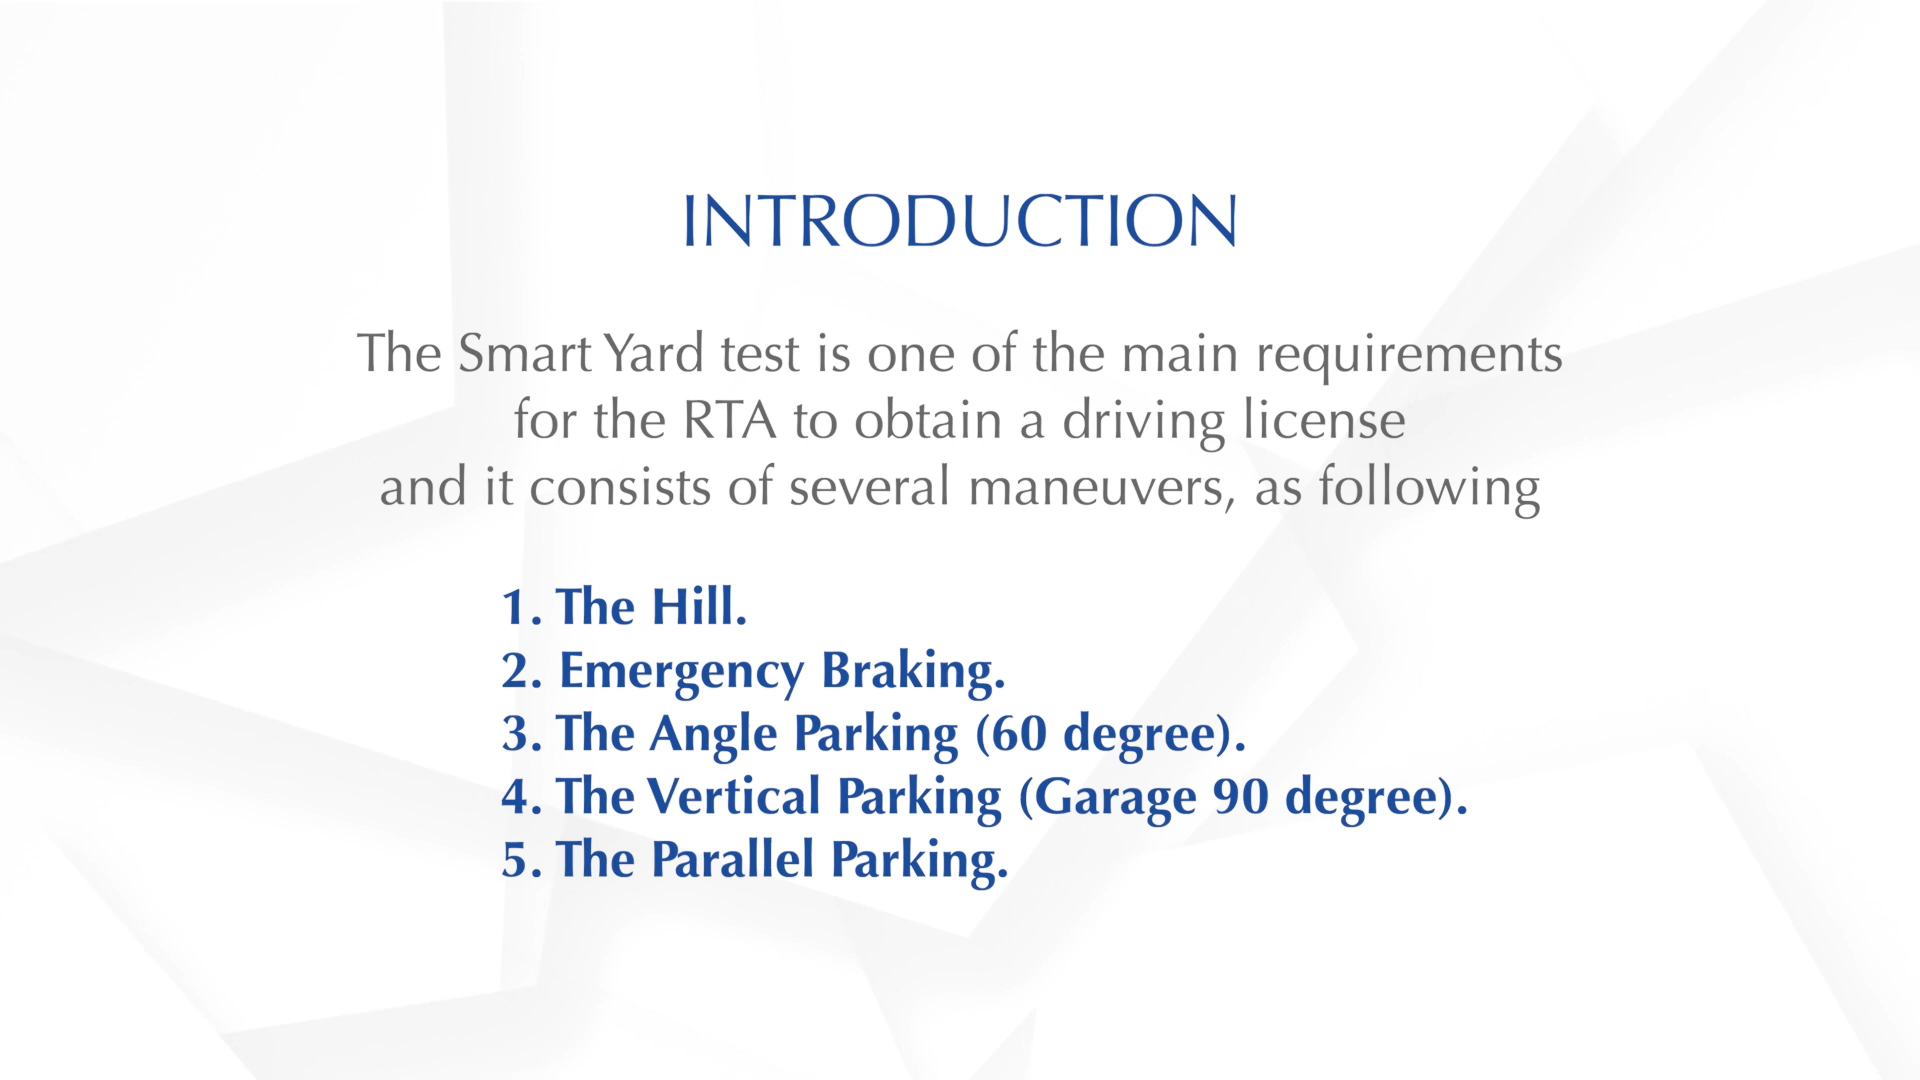 INTRODUCTION
The Smart Yard test is one of the main requirements
for the RTA to obtain a driving license
and it consists of several maneuvers, as following
1. The Hill.
2. Emergency Braking.
3. The Angle Parking (60 degree).
4. The Vertical Parking (Garage 90 degree).
5. The Parallel Parking.